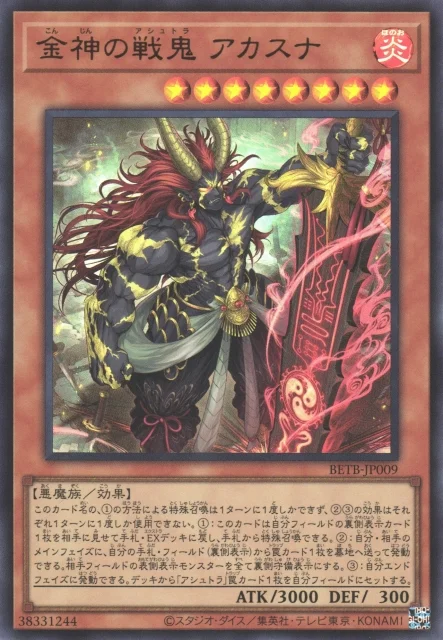 金神の戦鬼 アカスナ
こん じん アシュトラ
ほのお
炎
BETB-JP009
【悪魔族/効果】
このカード名の、①の方法による特殊召喚は1ターンに1度しかできず、②③の効果はそ
れぞれ1ターンに1度しか使用できない。①:このカードは自分フィールドの裏側表示カード
1枚を相手に見せて手札・EXデッキに戻し、手札から特殊召喚できる。②:自分・相手の
メインフェイズに、自分の手札・フィールド(裏側表示)から罠カード1枚を墓地へ送って発動
できる。相手フィールドの表側表示モンスターを全て裏側守備表示にする。③:自分エンド
フェイズに発動できる。デッキから「アシュトラ」罠カード1枚を自分フィールドにセットする。
ATK/3000 DEF/ 300
38331244
©スタジオ・ダイス/集英社・テレビ東京・KONAMI